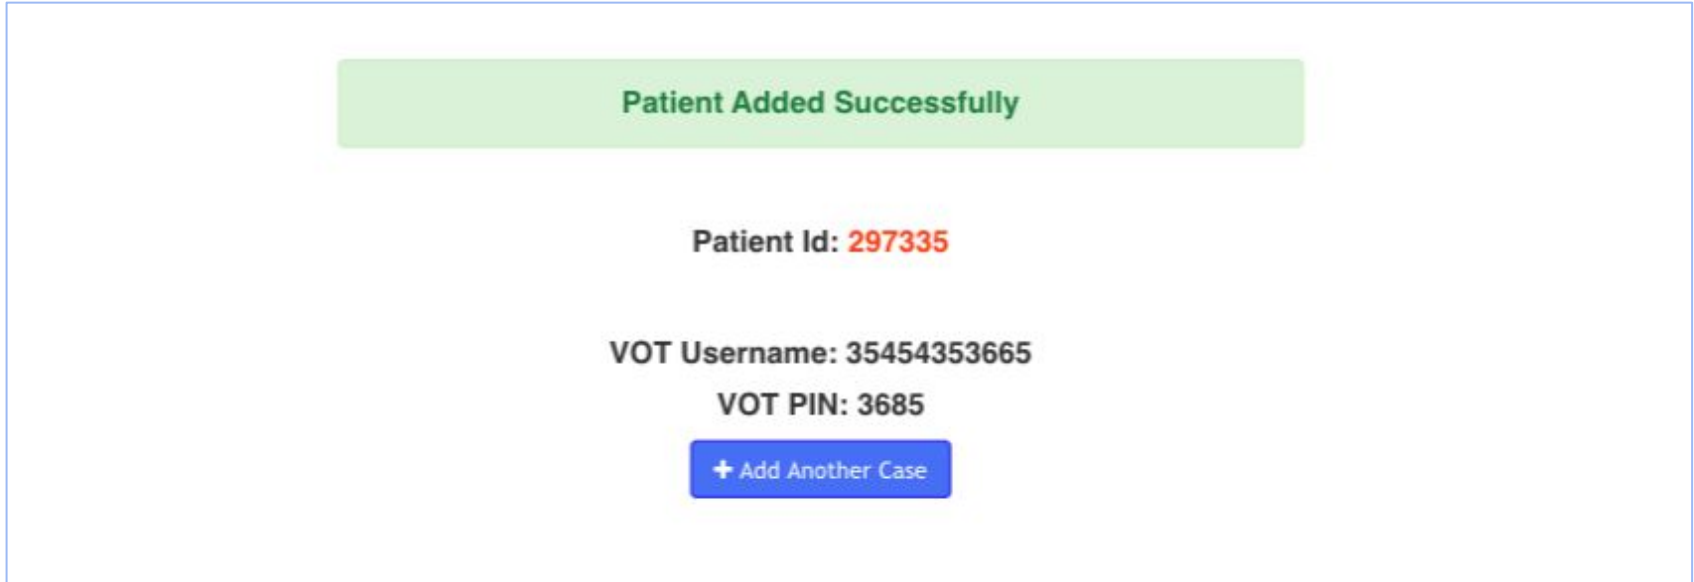 Patient Added Successfully
Patient Id: 297335
VOT Username: 35454353665
VOT PIN: 3685
+ Add Another Case